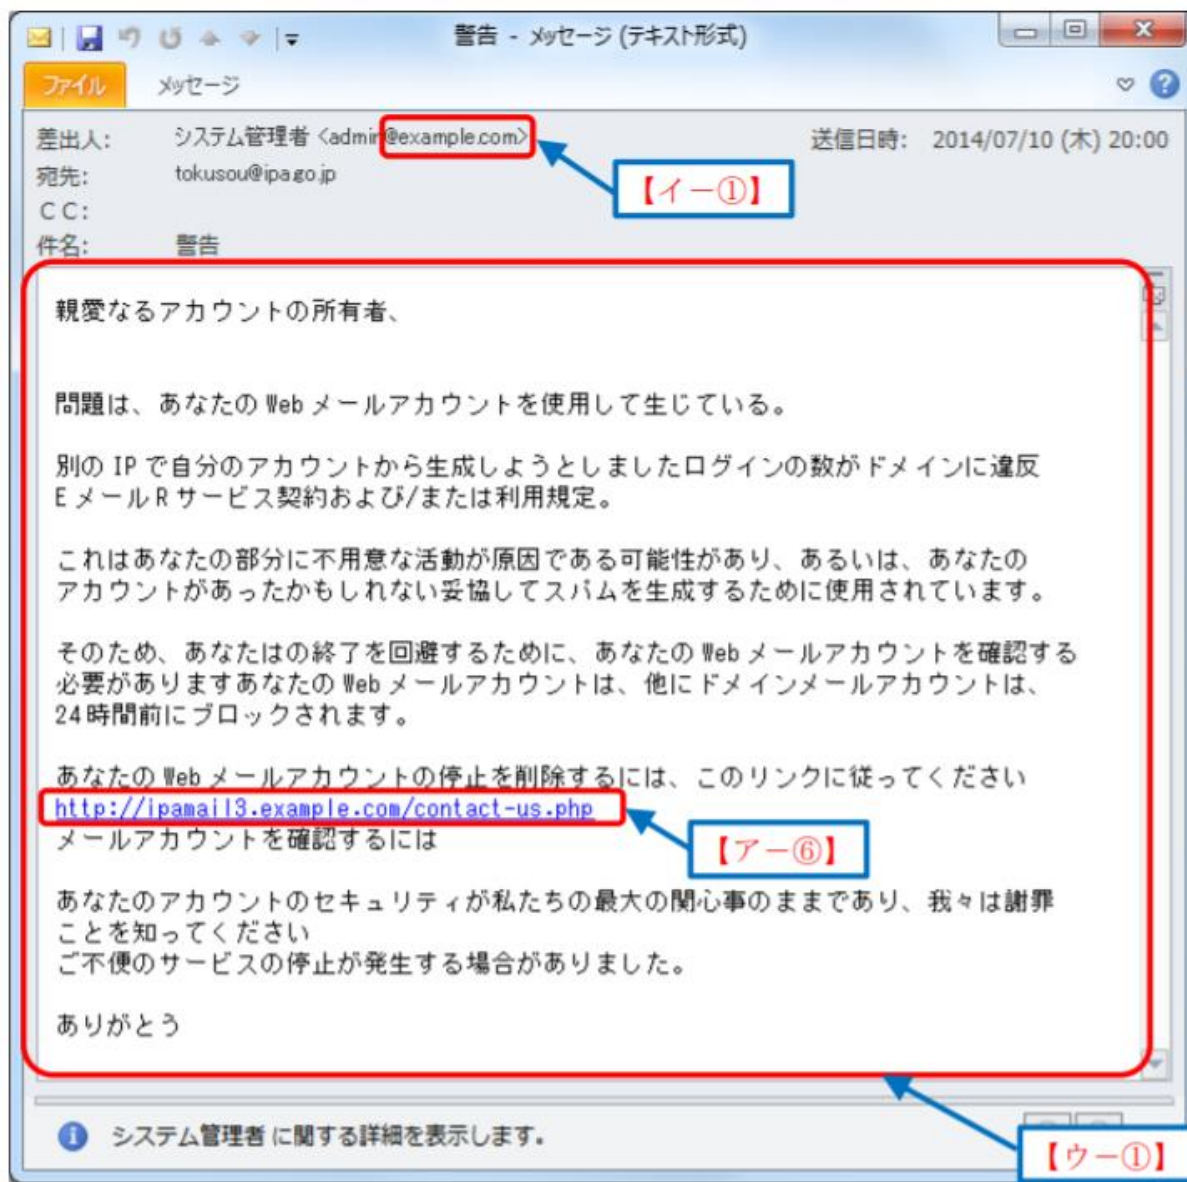 警告 - メッセージ (テキスト形式)
ファイル メッセージ
差出人: システム管理者 <admin@example.com> 送信日時: 2014/07/10 (木) 20:00
宛先: tokusou@ipa.go.jp
【イー①】
CC:
件名: 警告
親愛なるアカウントの所有者、
問題は、あなたの Web メールアカウントを使用して生じている。
別の IP で自分のアカウントから生成しようとしましたログインの数がドメインに違反
E メール R サービス契約および/または利用規定。
これはあなたの部分に不用意な活動が原因である可能性があり、あるいは、あなたの
アカウントがあったかもしれない妥協してスパムを生成するために使用されています。
そのため、あなたはの終了を回避するために、あなたの Web メールアカウントを確認する
必要がありますあなたの Web メールアカウントは、他にドメインメールアカウントは、
24 時間前にブロックされます。
あなたの Web メールアカウントの停止を削除するには、このリンクに従ってください
http://ipamail3.example.com/contact-us.php
メールアカウントを確認するには
【アー⑥】
あなたのアカウントのセキュリティが私たちの最大の関心事のままであり、我々は謝罪
ことを知ってください
ご不便のサービスの停止が発生する場合がありました。
ありがとう
システム管理者 に関する詳細を表示します。
【ウー①】